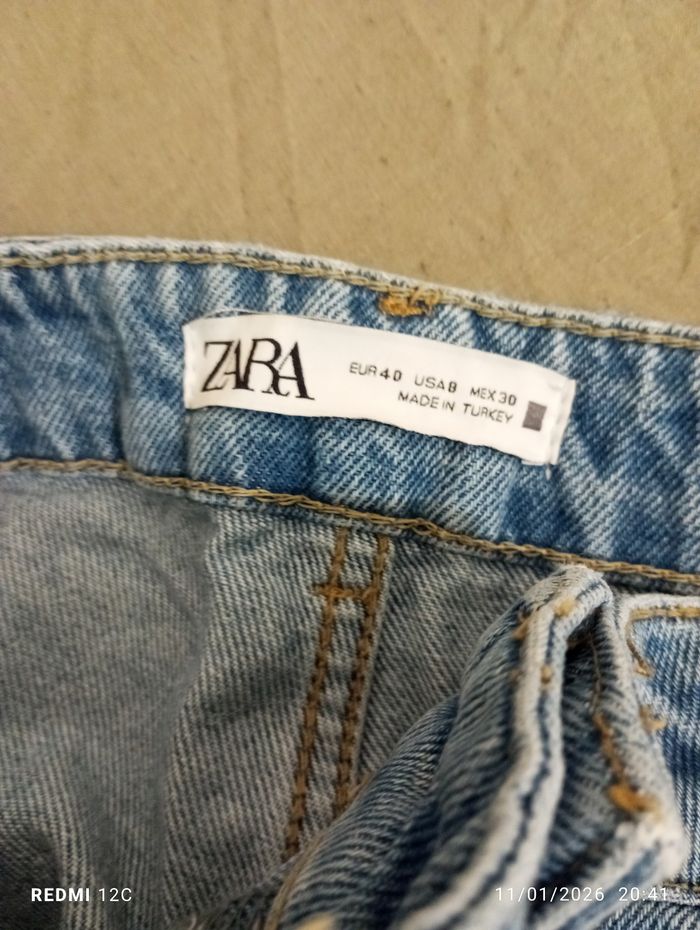 ZARA
EUR 40 USA 8 MEX 30
MADE IN TURKEY
REDMI 12C
11/01/2026 20:41